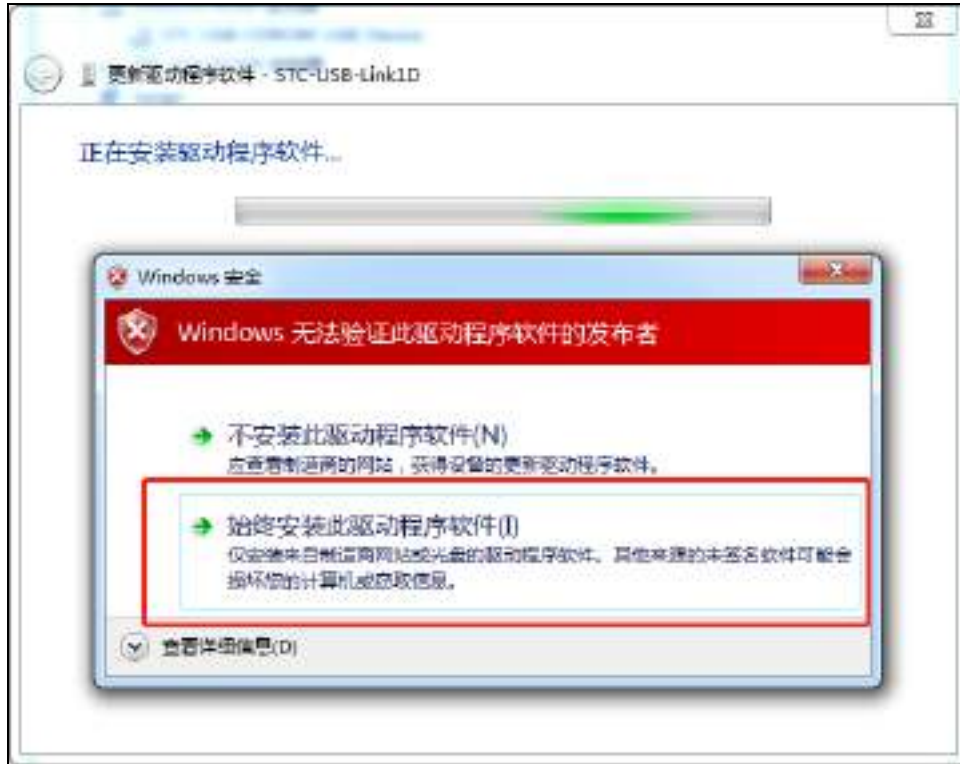 更新驱动程序软件 - STC-USB-Link1D
正在安装驱动程序软件...
Windows 安全
Windows 无法验证此驱动程序软件的发布者
不安装此驱动程序软件(N)
应查看制造商的网站，获得设备的更新驱动程序软件。
始终安装此驱动程序软件(I)
仅安装来自制造商网站或光盘的驱动程序软件。其他来源的未签名软件可能会
损坏您的计算机或窃取信息。
查看详细信息(D)